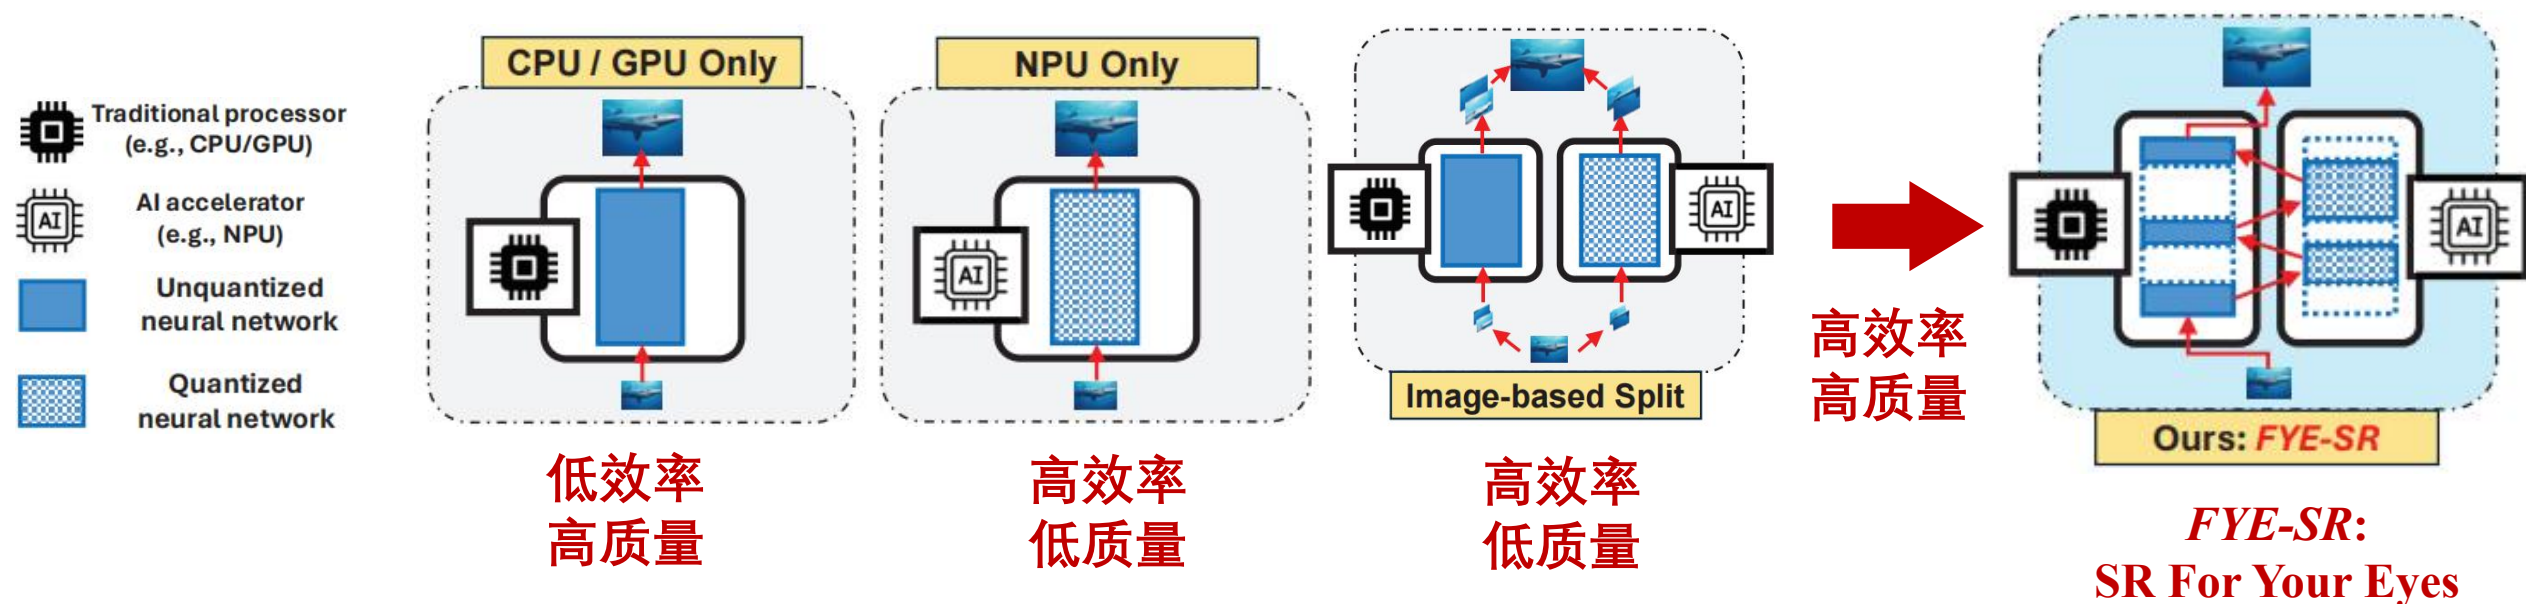 Traditional processor
(e.g., CPU/GPU)
AI
AI accelerator
(e.g., NPU)
Unquantized
neural network
Quantized
neural network
CPU / GPU Only
低效率
高质量
NPU Only
AI
高效率
低质量
AI
Image-based Split
高效率
低质量
高效率
高质量
AI
Ours: FYE-SR
FYE-SR:
SR For Your Eyes